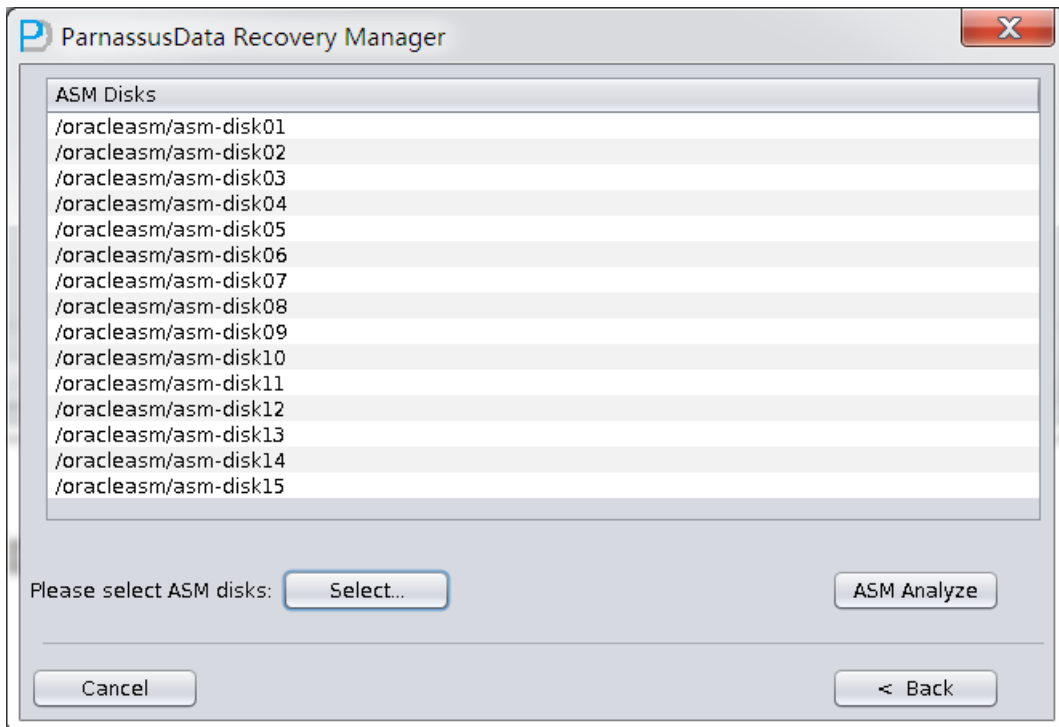 ParnassusData Recovery Manager
ASM Disks
/oracleasm/asm-disk01
/oracleasm/asm-disk02
/oracleasm/asm-disk03
/oracleasm/asm-disk04
/oracleasm/asm-disk05
/oracleasm/asm-disk06
/oracleasm/asm-disk07
/oracleasm/asm-disk08
/oracleasm/asm-disk09
/oracleasm/asm-disk10
/oracleasm/asm-disk11
/oracleasm/asm-disk12
/oracleasm/asm-disk13
/oracleasm/asm-disk14
/oracleasm/asm-disk15
Please select ASM disks: Select... ASM Analyze
Cancel < Back